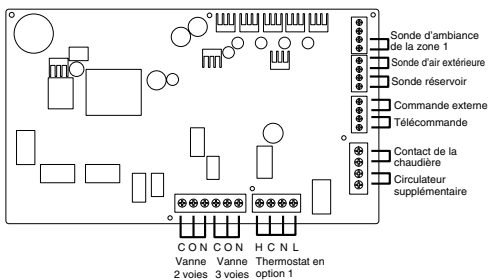 Sonde d'ambiance
de la zone 1
Sonde d'air extérieure
Sonde réservoir
Commande externe
Télécommande
Contact de la
chaudière
Circulateur
supplémentaire
C O N C O N H C N L
Vanne Vanne Thermostat en
2 voies 3 voies option 1